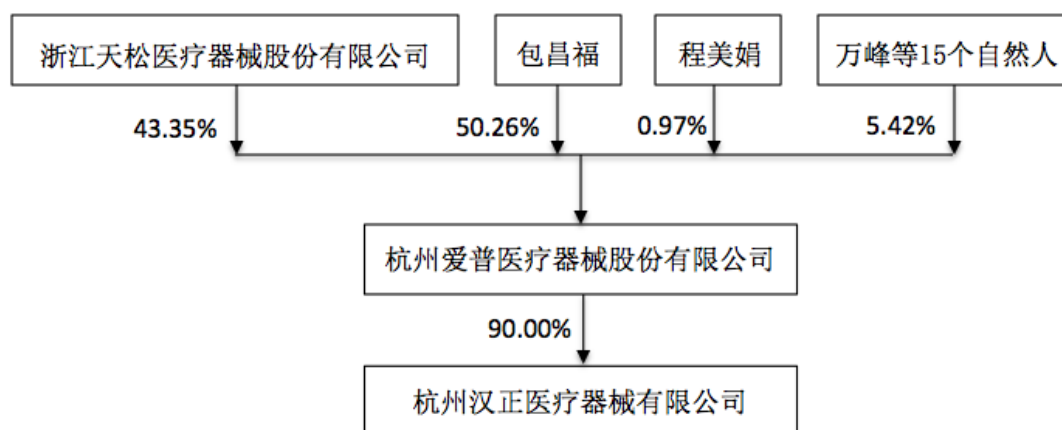 浙江天松医疗器械股份有限公司
包昌福
程美娟
万峰等15个自然人
43.35%
50.26%
0.97%
5.42%
杭州爱普医疗器械股份有限公司
90.00%
杭州汉正医疗器械有限公司